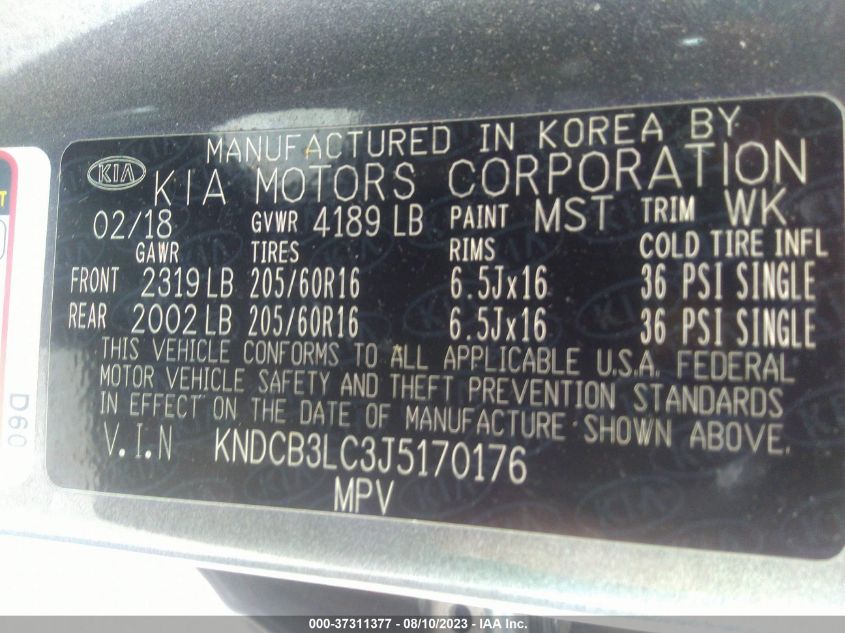 MANUFACTURED IN KOREA BY
KIA KIA MOTORS CORPORATION
02/18 GVWR 4189 LB PAINT MST TRIM WK
GAWR TIRES RIMS COLD TIRE INFL
FRONT 2319 LB 205/60R16 6.5Jx16 36 PSI SINGLE
REAR 2002 LB 205/60R16 6.5Jx16 36 PSI SINGLE
THIS VEHICLE CONFORMS TO ALL APPLICABLE U.S.A. FEDERAL
MOTOR VEHICLE SAFETY AND THEFT PREVENTION STANDARDS
IN EFFECT ON THE DATE OF MANUFACTURE SHOWN ABOVE.
V.I.N KNDCB3LC3J5170176
MPV
D60
000-37311377 - 08/10/2023 - IAA Inc.